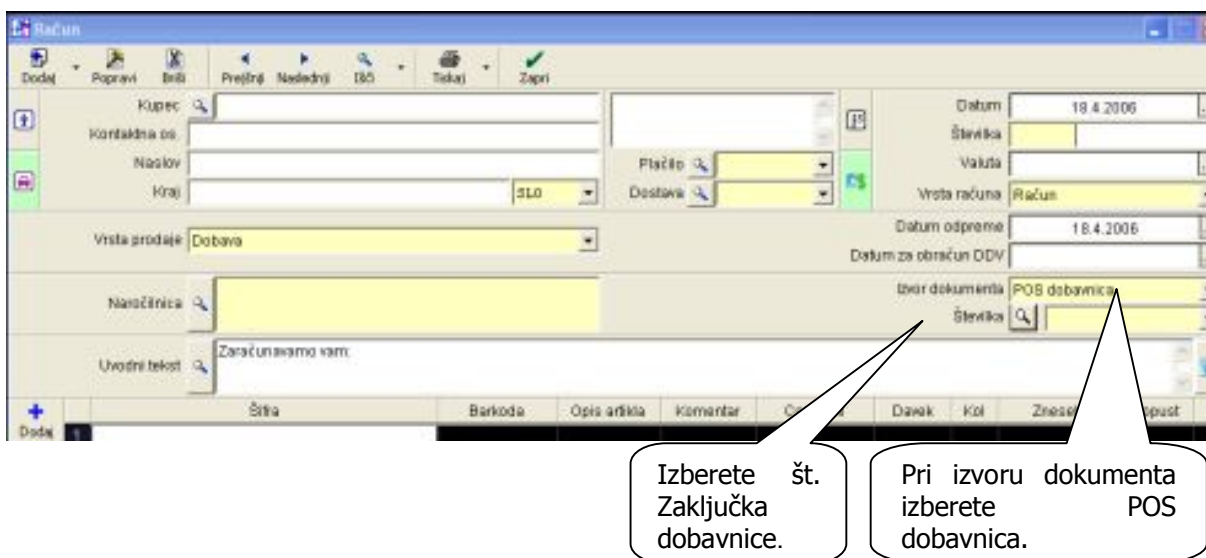 Račun
Dodaj Popravi Briši Prejšnji Naslednji Išči Tiskaj Zapri
Kupec
Datum 18.4.2006
Kontaktna os.
Številka
Naslov
Plačilo
Valuta
Kraj SLO
Dostava
Vrsta računa Račun
Vrsta prodaje Dobava
Datum odpreme 18.4.2006
Datum za obračun DDV
Naročilnica
Izvor dokumenta POS dobavnica
Številka
Uvodni tekst Zaračunavamo vam:
Šifra Barkoda Opis artikla Komentar Davek Kol
Dodaj 1
Izberete št.
Zaključka
dobavnice.
Pri izvoru dokumenta
izberete POS
dobavnica.